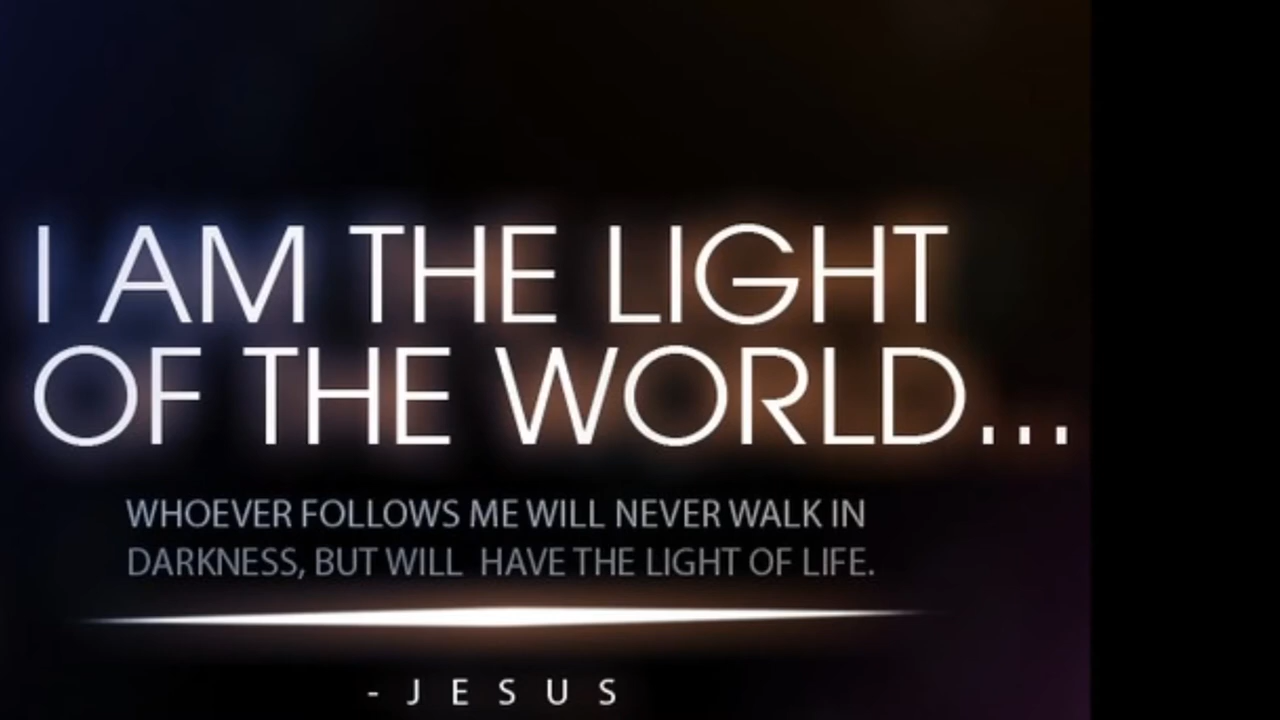 I AM THE LIGHT
OF THE WORLD...
WHOEVER FOLLOWS ME WILL NEVER WALK IN
DARKNESS, BUT WILL HAVE THE LIGHT OF LIFE.
- JESUS